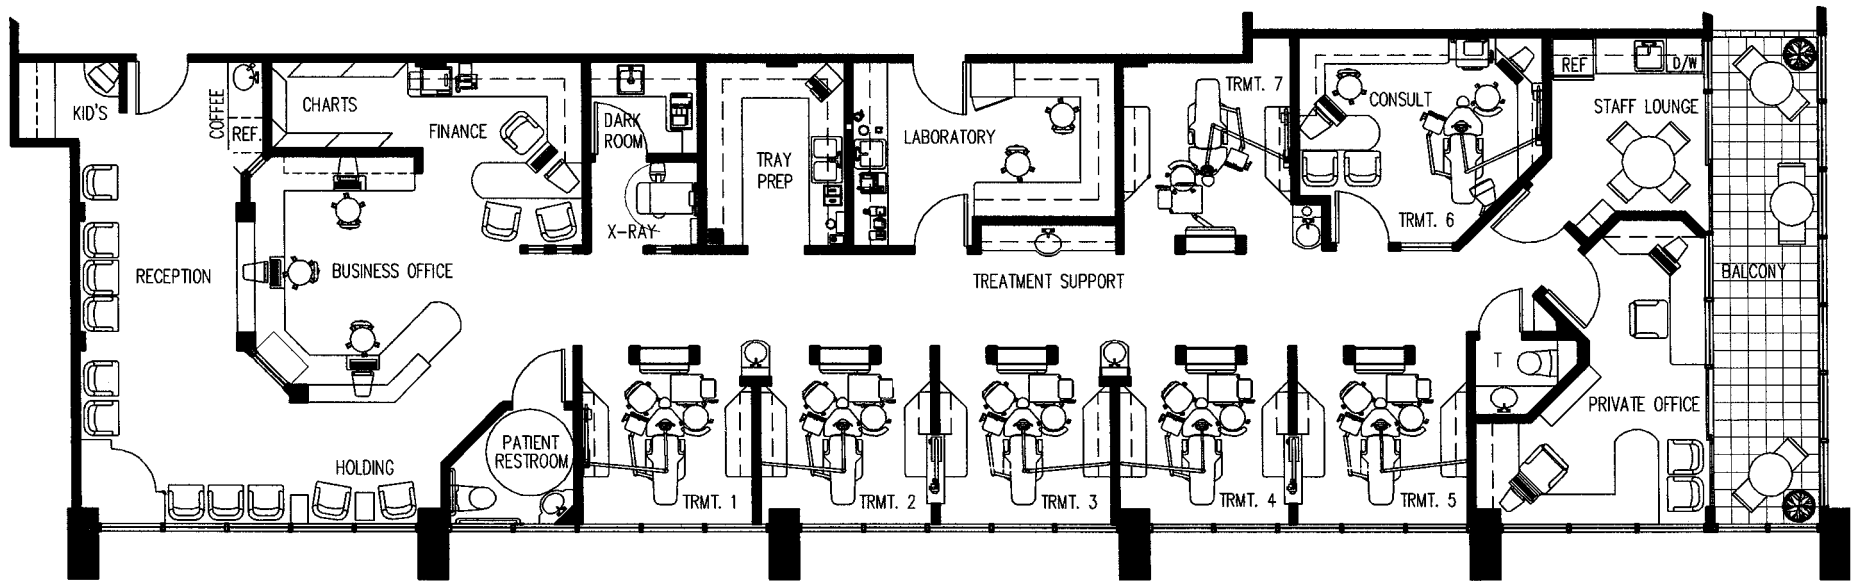 KID'S
COFFEE
REF.
CHARTS
FINANCE
DARK
ROOM
TRAY
PREP
LABORATORY
TRMT. 7
CONSULT
REF
D/W
STAFF LOUNGE
X-RAY
TRMT. 6
RECEPTION
BUSINESS OFFICE
TREATMENT SUPPORT
BALCONY
T
PRIVATE OFFICE
PATIENT
RESTROOM
HOLDING
TRMT. 1
TRMT. 2
TRMT. 3
TRMT. 4
TRMT. 5